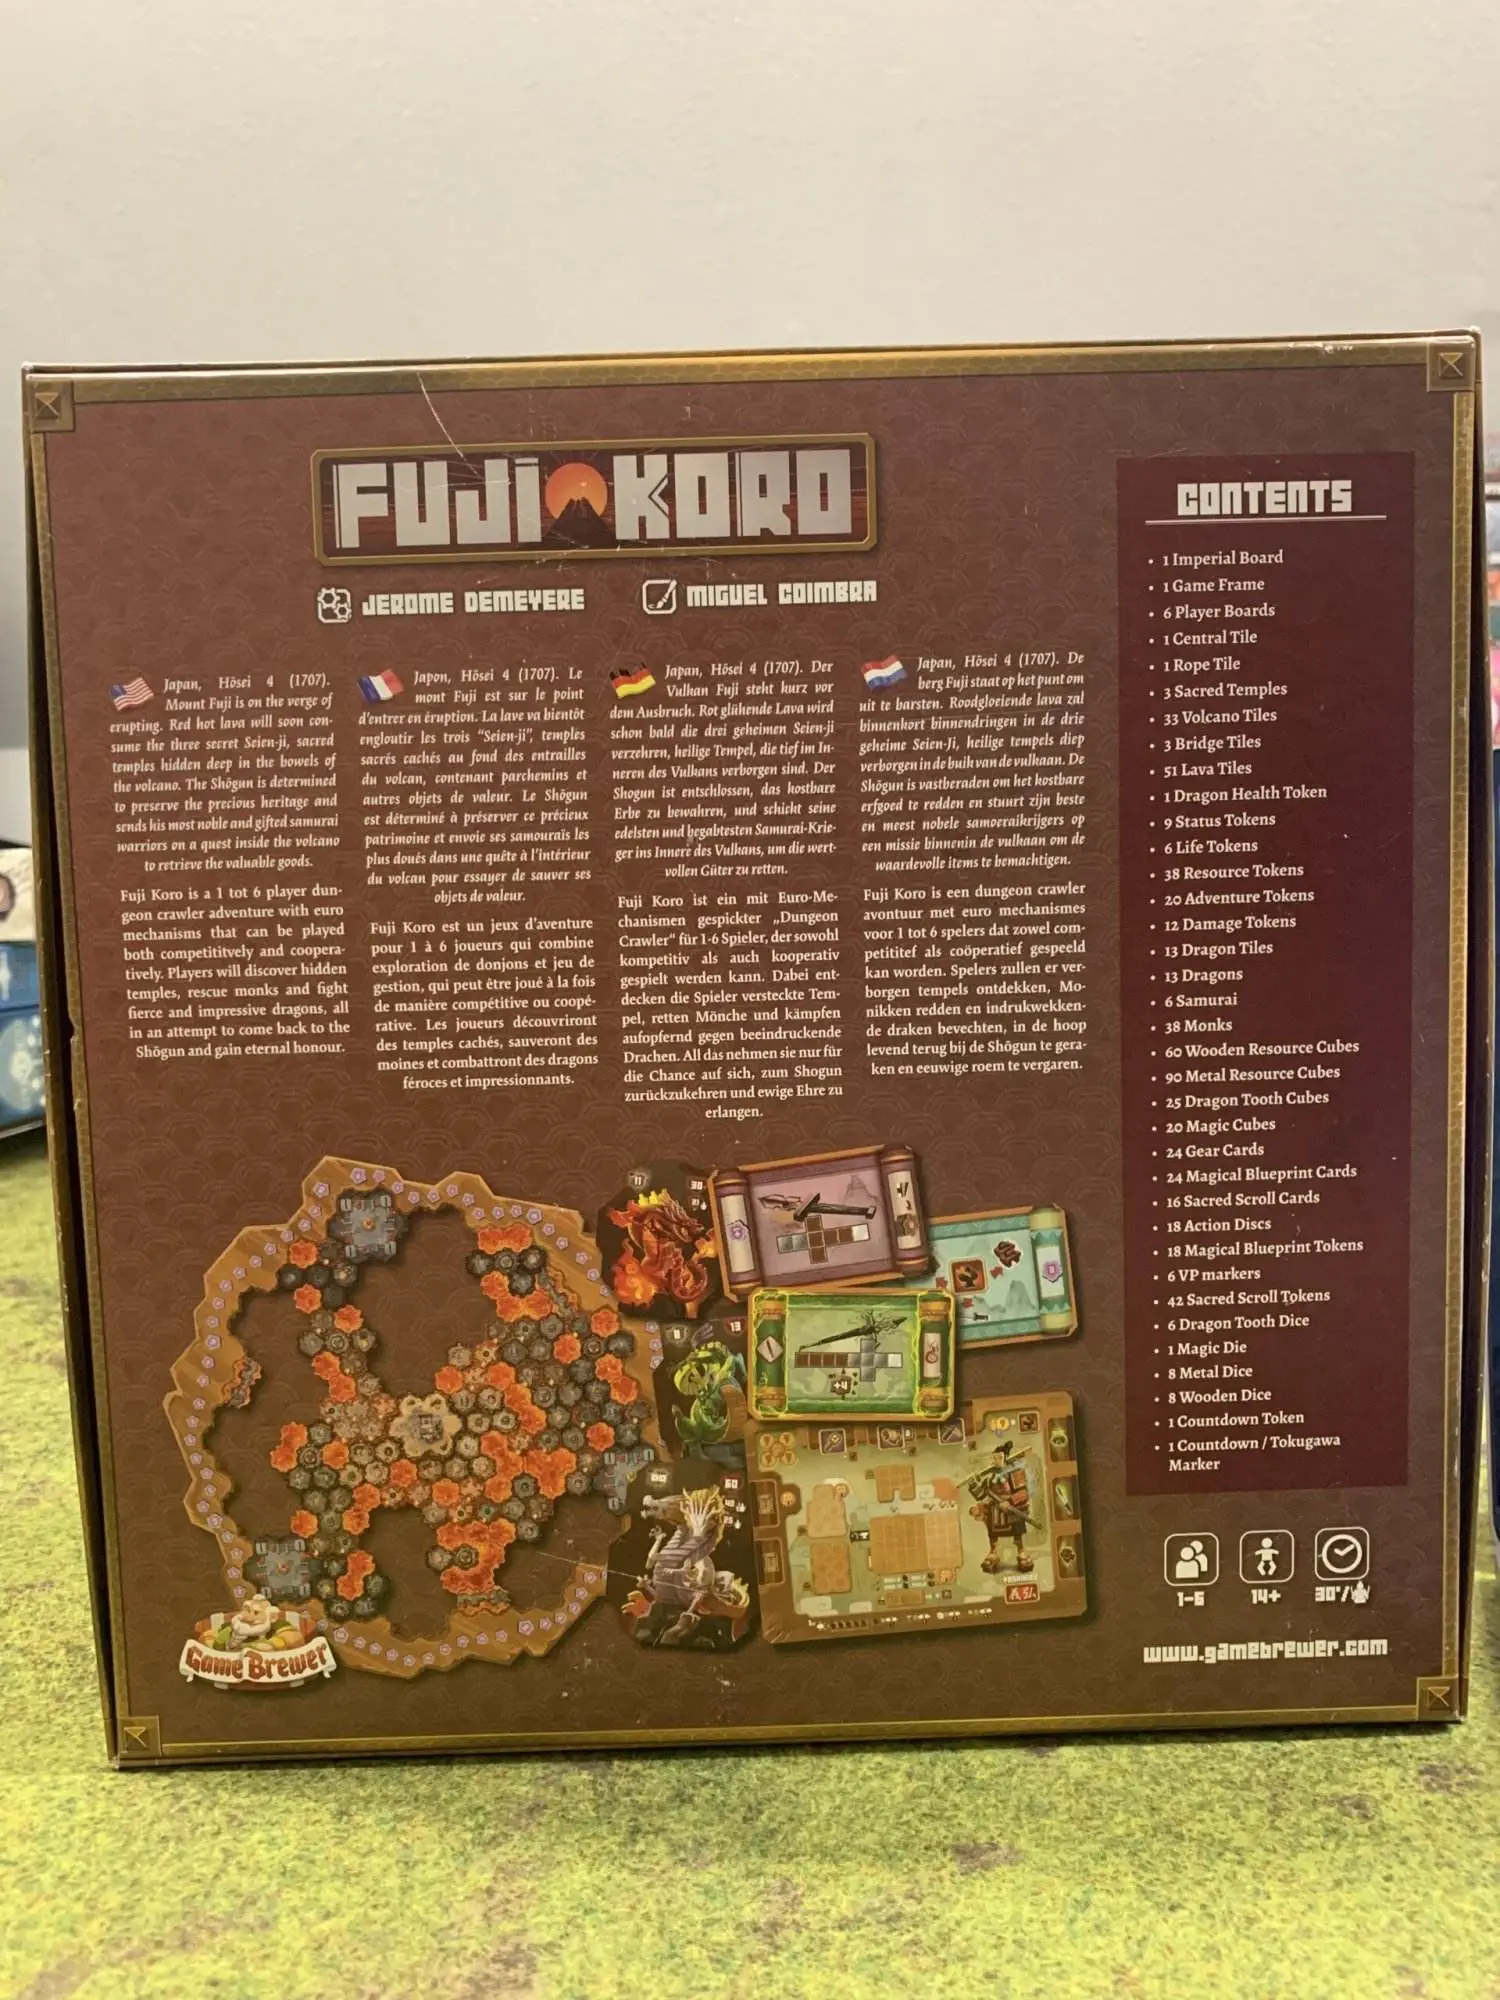 FUJI KORO
JEROME DEMEYERE
MIGUEL COIMBRA
Japan, Hōsei 4 (1707).
Mount Fuji is on the verge of
erupting. Red hot lava will soon con-
sume the three secret Seien-ji, sacred
temples hidden deep in the bowels of
the volcano. The Shōgun is determined
to preserve the precious heritage and
sends his most noble and gifted samurai
warriors on a quest inside the volcano
to retrieve the valuable goods.
Fuji Koro is a 1 tot 6 player dun-
geon crawler adventure with euro
mechanisms that can be played
both competititvely and coopera-
tively. Players will discover hidden
temples, rescue monks and fight
fierce and impressive dragons, all
in an attempt to come back to the
Shōgun and gain eternal honour.
Japon, Hōsei 4 (1707). Le
mont Fuji est sur le point
d'entrer en éruption. La lave va bientôt
engloutir les trois "Seien-ji", temples
sacrés cachés au fond des entrailles
du volcan, contenant parchemins et
autres objets de valeur. Le Shōgun
est déterminé à préserver ce précieux
patrimoine et envoie ses samouraïs les
plus doués dans une quête à l'intérieur
du volcan pour essayer de sauver ses
objets de valeur.
Fuji Koro est un jeux d'aventure
pour 1 à 6 joueurs qui combine
exploration de donjons et jeu de
gestion, qui peut être joué à la fois
de manière compétitive ou coopé-
rative. Les joueurs découvriront
des temples cachés, sauveront des
moines et combattront des dragons
féroces et impressionnants.
Japan, Hōsei 4 (1707). Der
Vulkan Fuji steht kurz vor
dem Ausbruch. Rot glühende Lava wird
schon bald die drei geheimen Seien-ji
verzehren, heilige Tempel, die tief im In-
neren des Vulkans verborgen sind. Der
Shogun ist entschlossen, das kostbare
Erbe zu bewahren, und schickt seine
edelsten und begabtesten Samurai-Krie-
ger ins Innere des Vulkans, um die wert-
vollen Güter zu retten.
Fuji Koro ist ein mit Euro-Me-
chanismen gespickter „Dungeon
Crawler" für 1-6 Spieler, der sowohl
kompetitiv als auch kooperativ
gespielt werden kann. Dabei ent-
decken die Spieler versteckte Tem-
pel, retten Mönche und kämpfen
aufopfernd gegen beeindruckende
Drachen. All das nehmen sie nur für
die Chance auf sich, zum Shogun
zurückzukehren und ewige Ehre zu
erlangen.
Japan, Hōsei 4 (1707). De
berg Fuji staat op het punt om
uit te barsten. Roodgloeiende lava zal
binnenkort binnendringen in de drie
geheime Seien-Ji, heilige tempels diep
verborgen in de buik van de vulkaan. De
Shōgun is vastberaden om het kostbare
erfgoed te redden en stuurt zijn beste
en meest nobele samoeraikrijgers op
een missie binnenin de vulkaan om de
waardevolle items te bemachtigen.
Fuji Koro is een dungeon crawler
avontuur met euro mechanismes
voor 1 tot 6 spelers dat zowel com-
petititef als coöperatief gespeeld
kan worden. Spelers zullen er ver-
borgen tempels ontdekken, Mo-
nikken redden en indrukwekken-
de draken bevechten, in de hoop
levend terug bij de Shōgun te gera-
ken en eeuwige roem te vergaren.
CONTENTS
• 1 Imperial Board
• 1 Game Frame
• 6 Player Boards
• 1 Central Tile
• 1 Rope Tile
• 3 Sacred Temples
• 33 Volcano Tiles
• 3 Bridge Tiles
• 51 Lava Tiles
• 1 Dragon Health Token
• 9 Status Tokens
• 6 Life Tokens
• 38 Resource Tokens
• 20 Adventure Tokens
• 12 Damage Tokens
• 13 Dragon Tiles
• 13 Dragons
• 6 Samurai
• 38 Monks
• 60 Wooden Resource Cubes
• 90 Metal Resource Cubes
• 25 Dragon Tooth Cubes
• 20 Magic Cubes
• 24 Gear Cards
• 24 Magical Blueprint Cards
• 16 Sacred Scroll Cards
• 18 Action Discs
• 18 Magical Blueprint Tokens
• 6 VP markers
• 42 Sacred Scroll Tokens
• 6 Dragon Tooth Dice
• 1 Magic Die
• 8 Metal Dice
• 8 Wooden Dice
• 1 Countdown Token
• 1 Countdown / Tokugawa
Marker
11
30
13
+4
60
Game Brewer
1-6
14+
30'/
www.gamebrewer.com